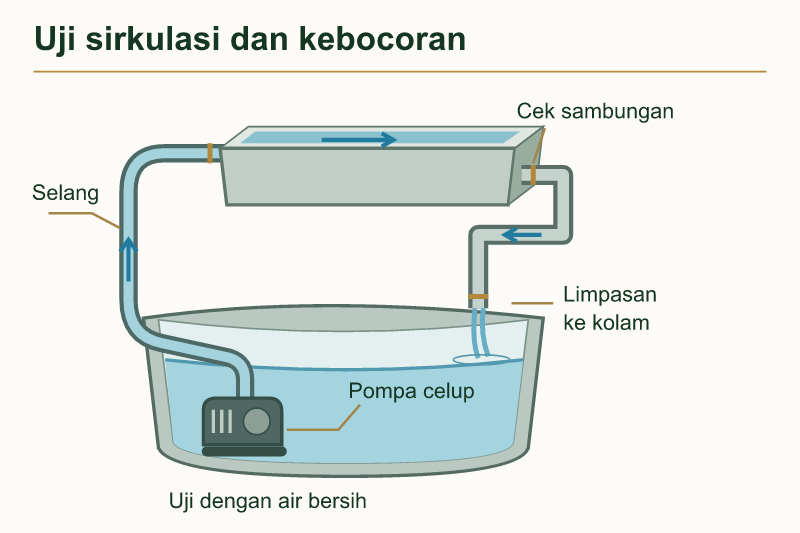 Uji sirkulasi dan kebocoran
Cek sambungan
Selang
Limpasan
ke kolam
Pompa celup
Uji dengan air bersih